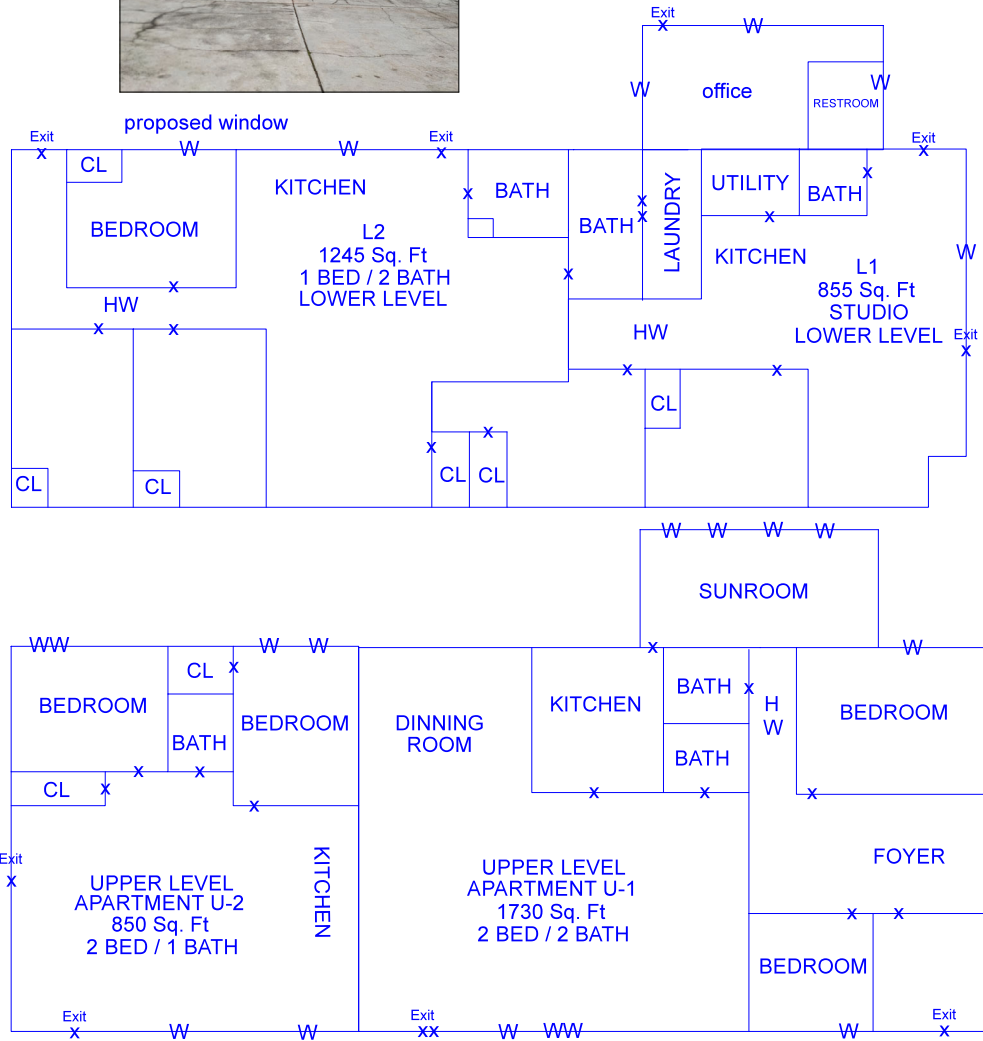 Exit
W
W
office
W
RESTROOM
proposed window
Exit
W
W
Exit
Exit
x
x
x
CL
KITCHEN
BATH
UTILITY
BATH
x
x
BEDROOM
BATH
LAUNDRY
x
x
x
KITCHEN
L2
1245 Sq. Ft
1 BED / 2 BATH
LOWER LEVEL
W
L1
855 Sq. Ft
STUDIO
LOWER LEVEL
x
x
HW
x
x
HW
Exit
x
x
x
CL
x
x
CL
CL
CL
CL
W W W W
SUNROOM
WW
W
W
x
W
CL
x
BATH
x
H
W
BEDROOM
BEDROOM
BEDROOM
KITCHEN
DINNING
ROOM
BATH
BATH
x
x
CL
x
x
x
x
x
Exit
x
KITCHEN
FOYER
UPPER LEVEL
APARTMENT U-2
850 Sq. Ft
2 BED / 1 BATH
UPPER LEVEL
APARTMENT U-1
1730 Sq. Ft
2 BED / 2 BATH
x
x
BEDROOM
Exit
x
W
W
Exit
xx
W
WW
W
Exit
x